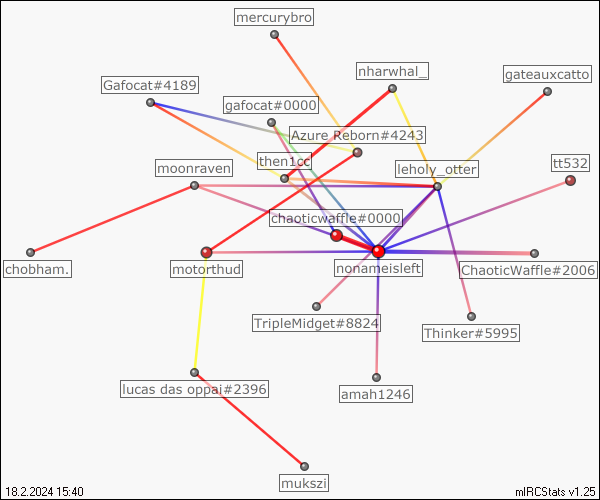 mercurybro
nharwhal_
gateauxcatto
Gafocat#4189
gafocat#0000
Azure Reborn#4243
then1cc
moonraven
leholy_otter
tt532
chaoticwaffle#0000
chobham.
motorthud
nonameisleft
ChaoticWaffle#2006
TripleMidget#8824
Thinker#5995
lucas das oppai#2396
amah1246
mukszi
18.2.2024 15:40
mIRCStats v1.25